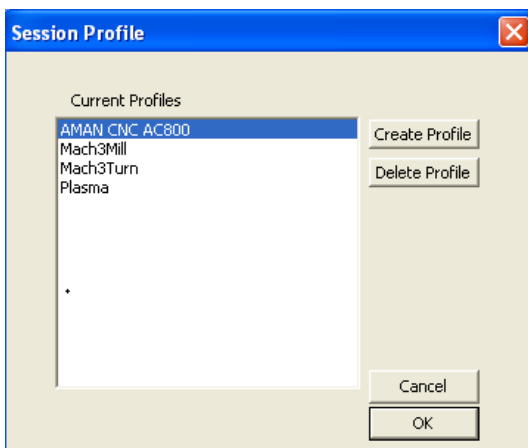 Session Profile
Current Profiles
AMAN CNC AC800
Mach3Mill
Mach3Turn
Plasma
Create Profile
Delete Profile
Cancel
OK